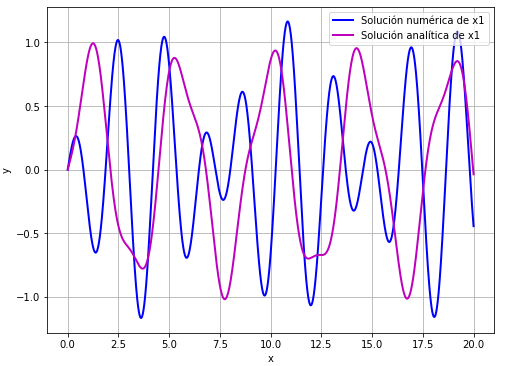 Solución numérica de x1
Solución analítica de x1
1.0
0.5
0.0
−0.5
−1.0
y
0.0 2.5 5.0 7.5 10.0 12.5 15.0 17.5 20.0
x